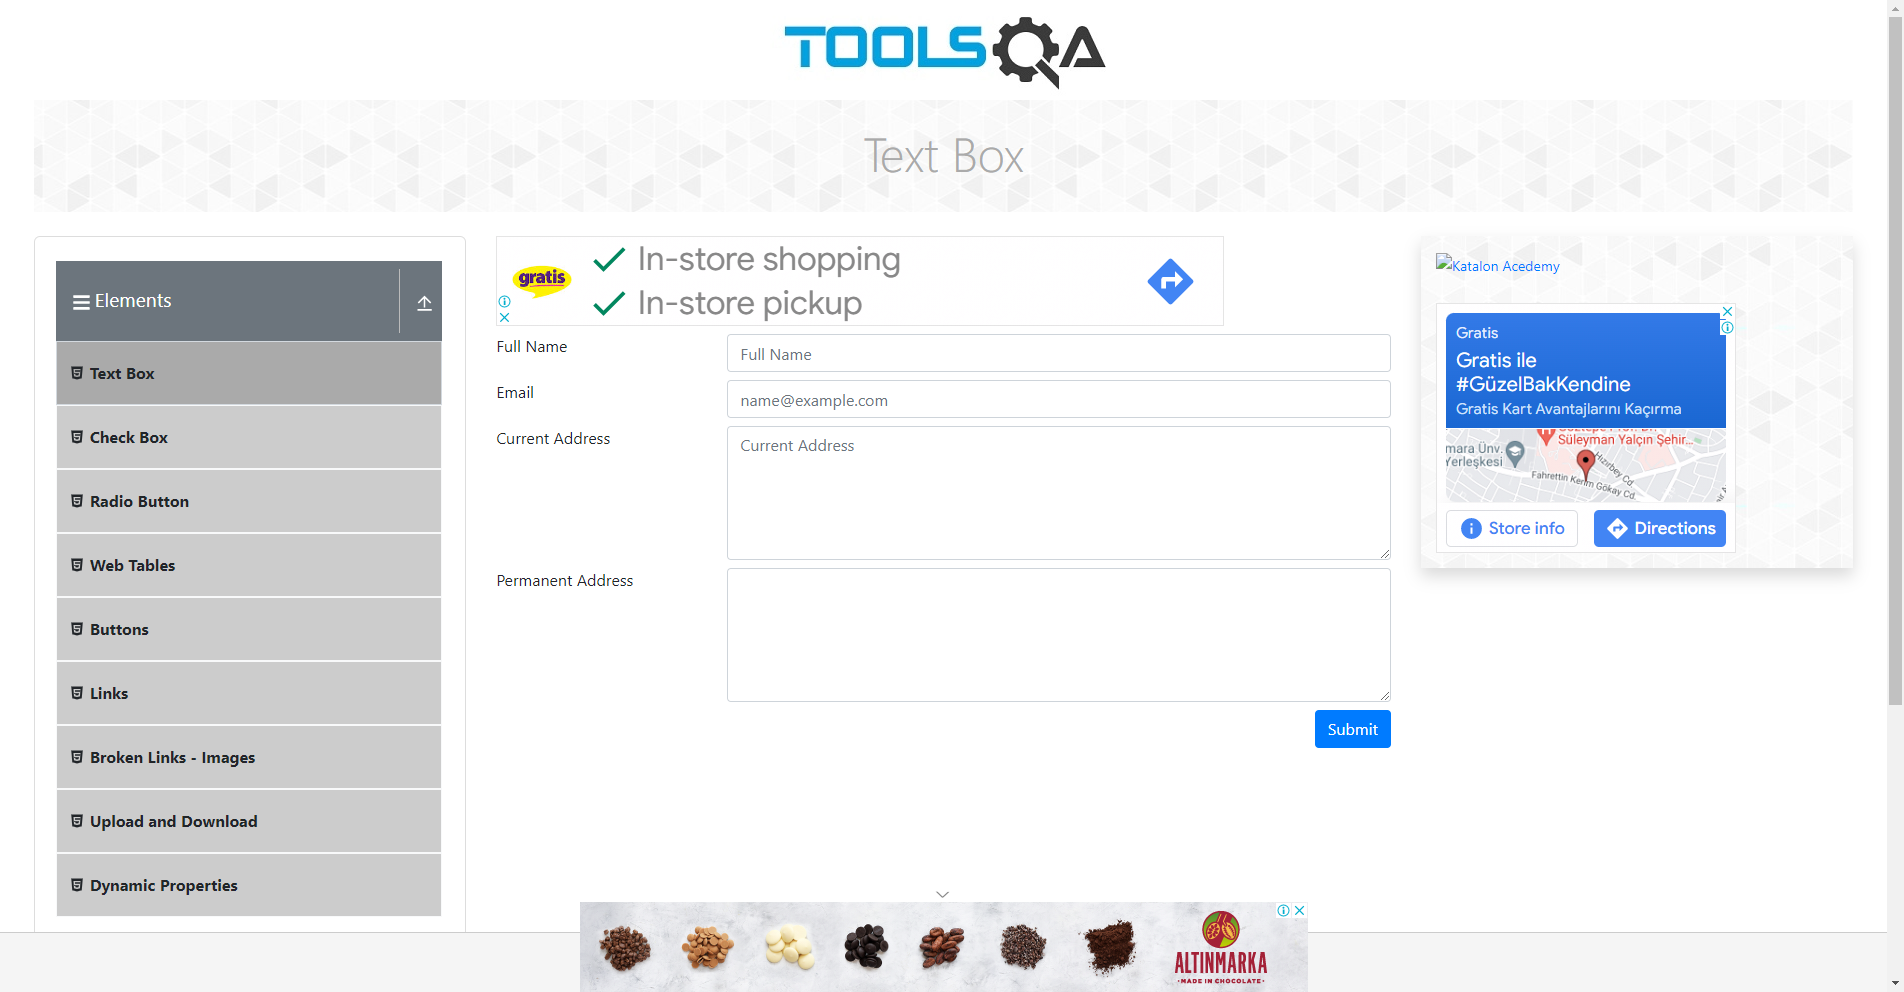 TOOLSQA
Text Box
Elements
Text Box
Check Box
Radio Button
Web Tables
Buttons
Links
Broken Links - Images
Upload and Download
Dynamic Properties
gratis
In-store shopping
In-store pickup
Full Name
Full Name
Email
name@example.com
Current Address
Current Address
Permanent Address
Submit
Katalon Acedemy
Gratis
Gratis ile
#GüzelBakKendine
Gratis Kart Avantajlarını Kaçırma
Süleyman Yalçın Şehir...
mara Ünv.
Yerleşkesi
Hızırbey Cd.
Fahrettin Kerim Gökay Cd.
Store info
Directions
ALTINMARKA
·MADE IN CHOCOLATE·